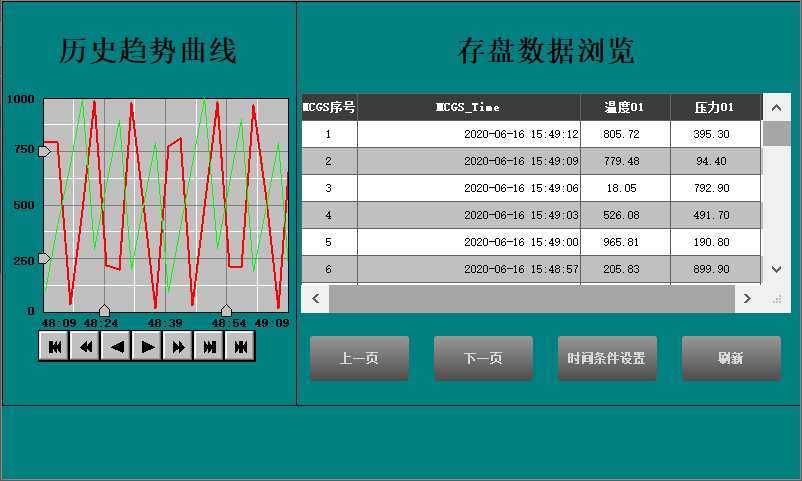 历史趋势曲线
1000
750
500
250
0
48:09 48:24 48:39 48:54 49:09
存盘数据浏览
MCGS序号 MCGS_Time 温度01 压力01
1 2020-06-16 15:49:12 805.72 395.30
2 2020-06-16 15:49:09 779.48 94.40
3 2020-06-16 15:49:06 18.05 792.90
4 2020-06-16 15:49:03 526.08 491.70
5 2020-06-16 15:49:00 965.81 190.80
6 2020-06-16 15:48:57 205.83 899.90
上一页 下一页 时间条件设置 刷新